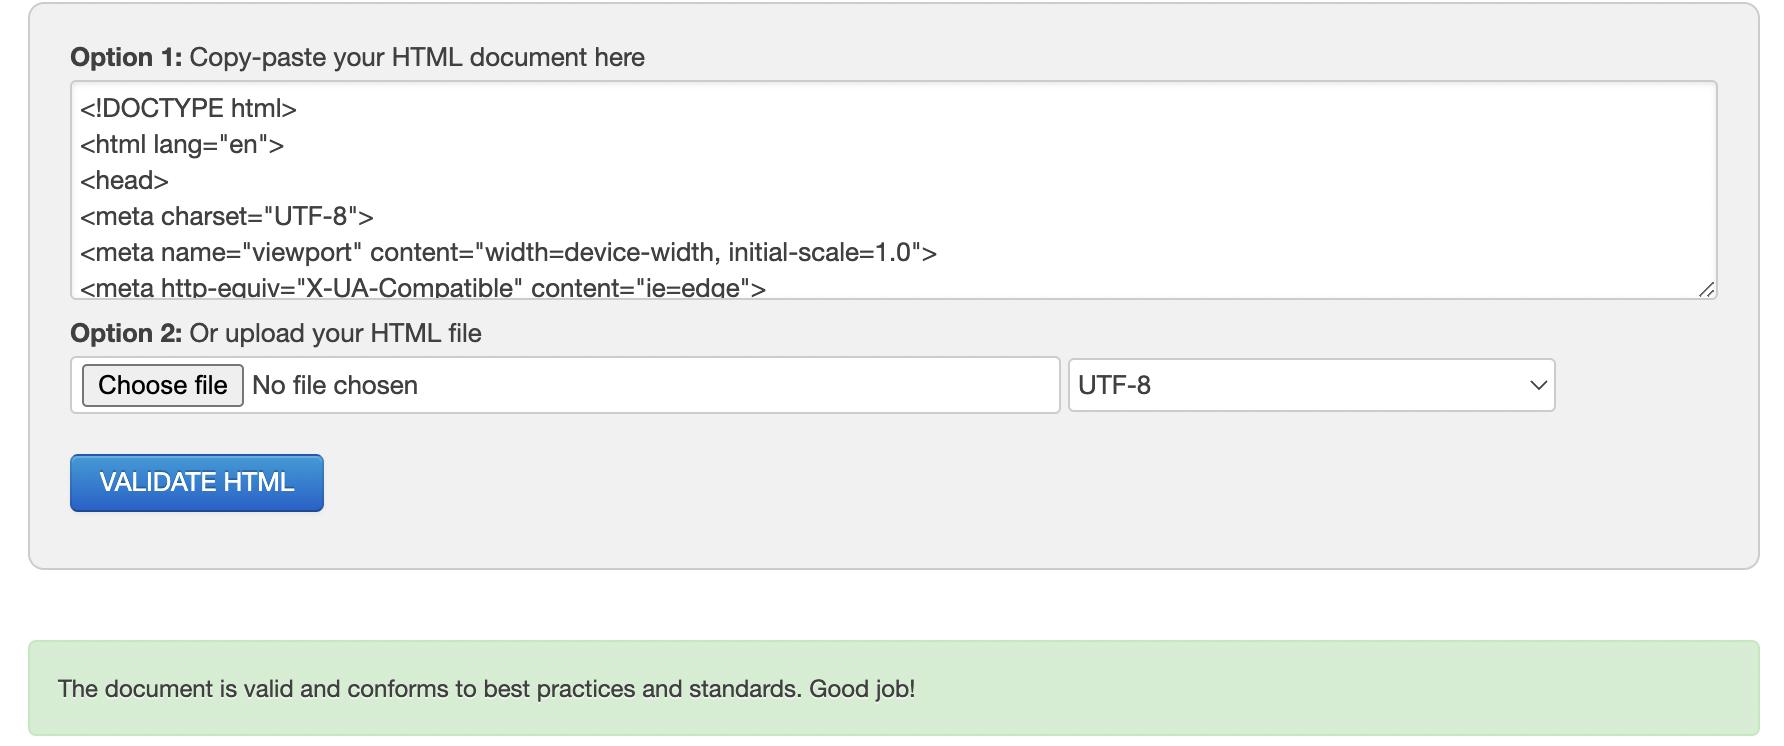 Option 1: Copy-paste your HTML document here
<!DOCTYPE html>
<html lang="en">
<head>
<meta charset="UTF-8">
<meta name="viewport" content="width=device-width, initial-scale=1.0">
<meta http-equiv="X-UA-Compatible" content="ie=edge">
Option 2: Or upload your HTML file
Choose file No file chosen UTF-8
VALIDATE HTML
The document is valid and conforms to best practices and standards. Good job!